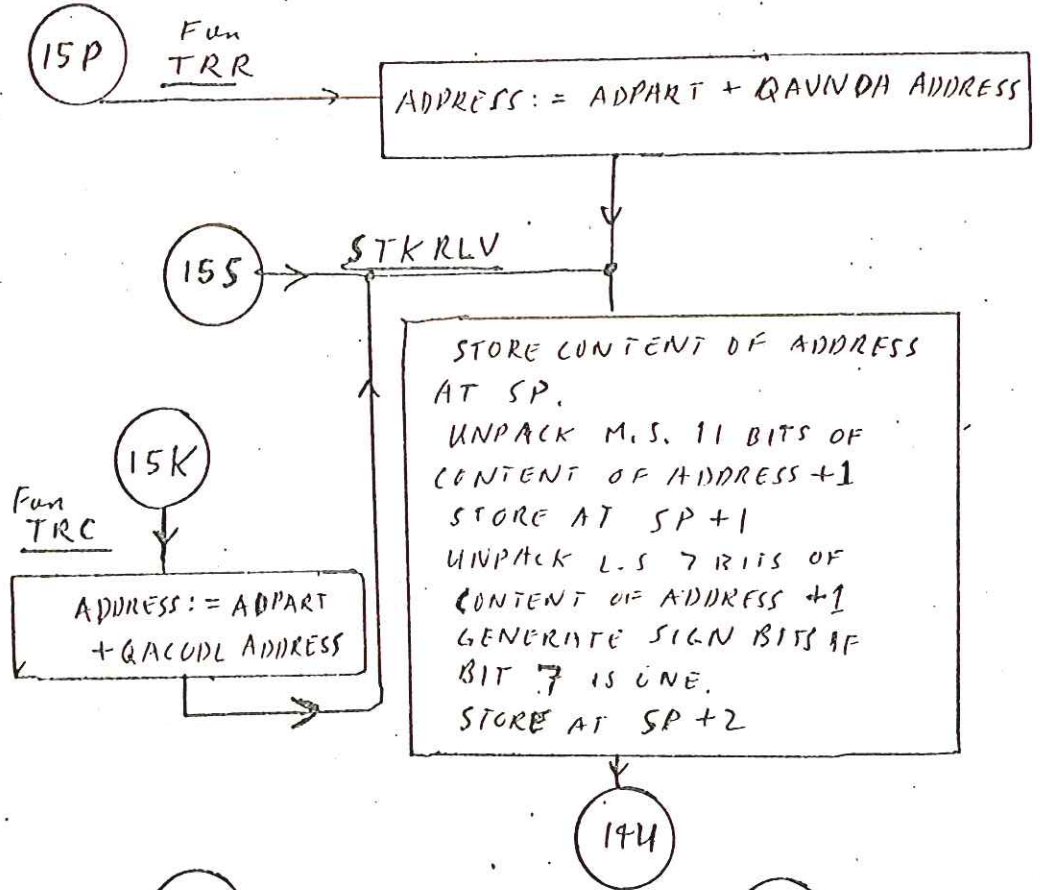 15P
Fun
TRR
ADDRESS := ADPART + QAVNDA ADDRESS
15S
STKRLV
STORE CONTENT OF ADDRESS
AT SP.
UNPACK M.S. 11 BITS OF
CONTENT OF ADDRESS +1
STORE AT SP +1
UNPACK L.S 7 BITS OF
CONTENT OF ADDRESS +1
GENERATE SIGN BITS IF
BIT 7 IS ONE.
STORE AT SP +2
15K
Fun
TRC
ADDRESS := ADPART
+ QACODL ADDRESS
14U